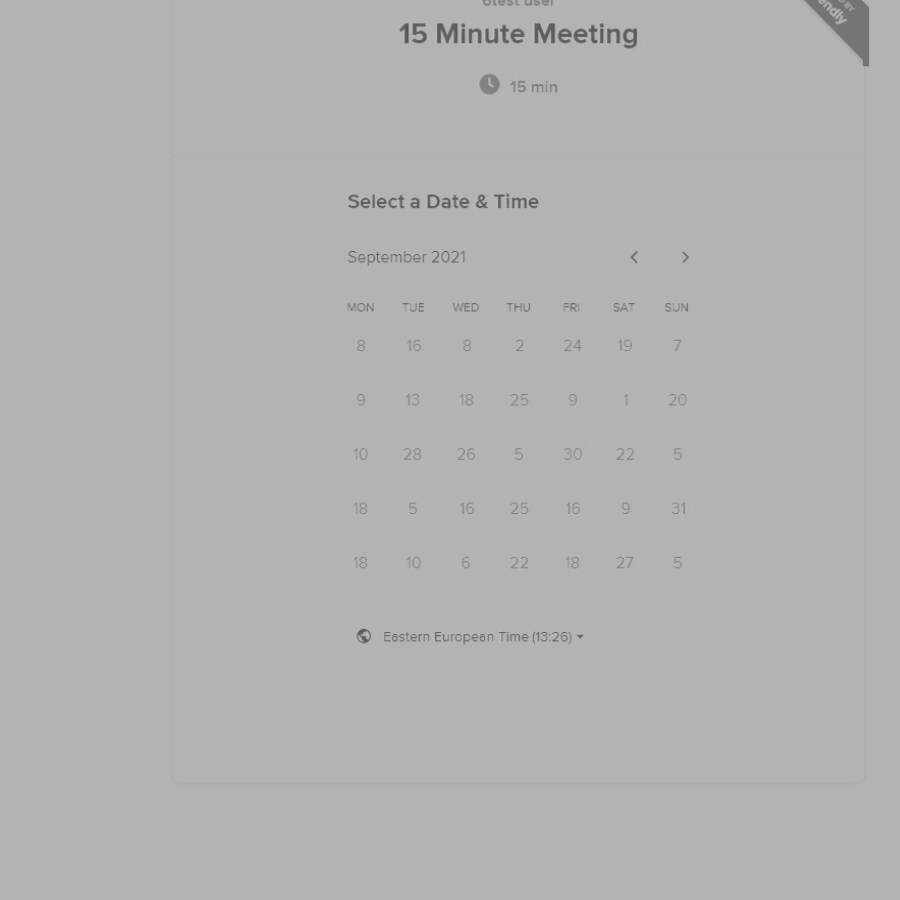 15 Minute Meeting
15 min
Select a Date & Time
September 2021
MON TUE WED THU FRI SAT SUN
8 16 8 2 24 19 7
9 13 18 25 9 1 20
10 28 26 5 30 22 5
18 5 16 25 16 9 31
18 10 6 22 18 27 5
Eastern European Time (13:26)